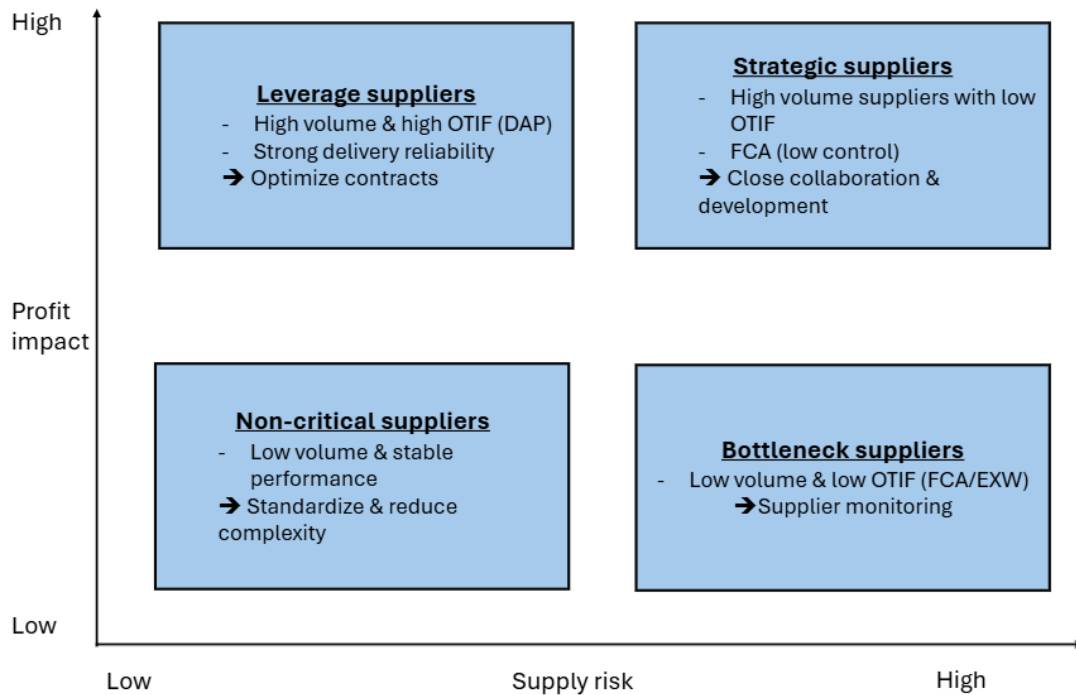 High
Leverage suppliers
- High volume & high OTIF (DAP)
- Strong delivery reliability
➔ Optimize contracts
Strategic suppliers
- High volume suppliers with low
OTIF
- FCA (low control)
➔ Close collaboration &
development
Profit
impact
Non-critical suppliers
- Low volume & stable
performance
➔ Standardize & reduce
complexity
Bottleneck suppliers
- Low volume & low OTIF (FCA/EXW)
➔Supplier monitoring
Low
Low
Supply risk
High